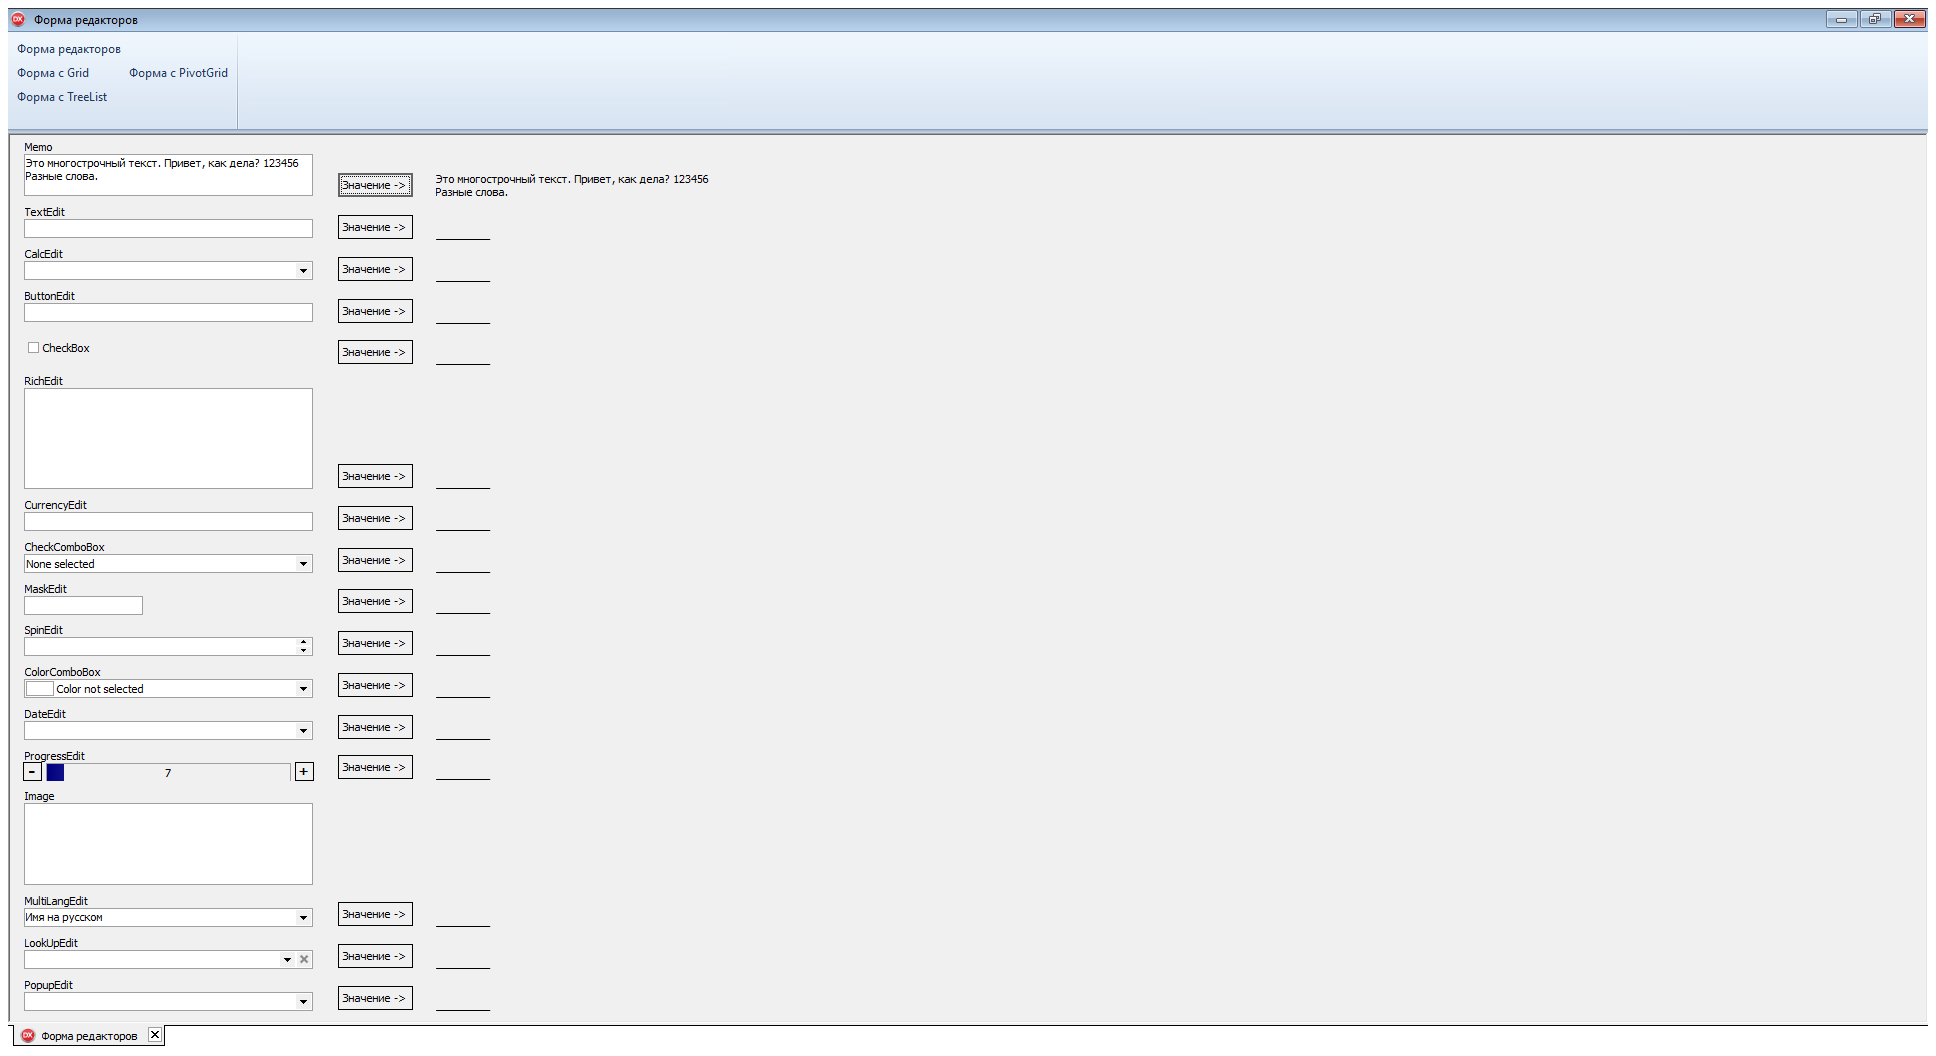 Форма редакторов
Форма редакторов
Форма с Grid Форма с PivotGrid
Форма с TreeList
Memo
Это многострочный текст. Привет, как дела? 123456
Разные слова.
Значение ->
Это многострочный текст. Привет, как дела? 123456
Разные слова.
TextEdit
Значение ->
CalcEdit
Значение ->
ButtonEdit
Значение ->
CheckBox
Значение ->
RichEdit
Значение ->
CurrencyEdit
Значение ->
CheckComboBox
None selected
Значение ->
MaskEdit
Значение ->
SpinEdit
Значение ->
ColorComboBox
Color not selected
Значение ->
DateEdit
Значение ->
ProgressEdit
- 7 +
Значение ->
Image
MultiLangEdit
Имя на русском
Значение ->
LookUpEdit
Значение ->
PopupEdit
Значение ->
DX Форма редакторов